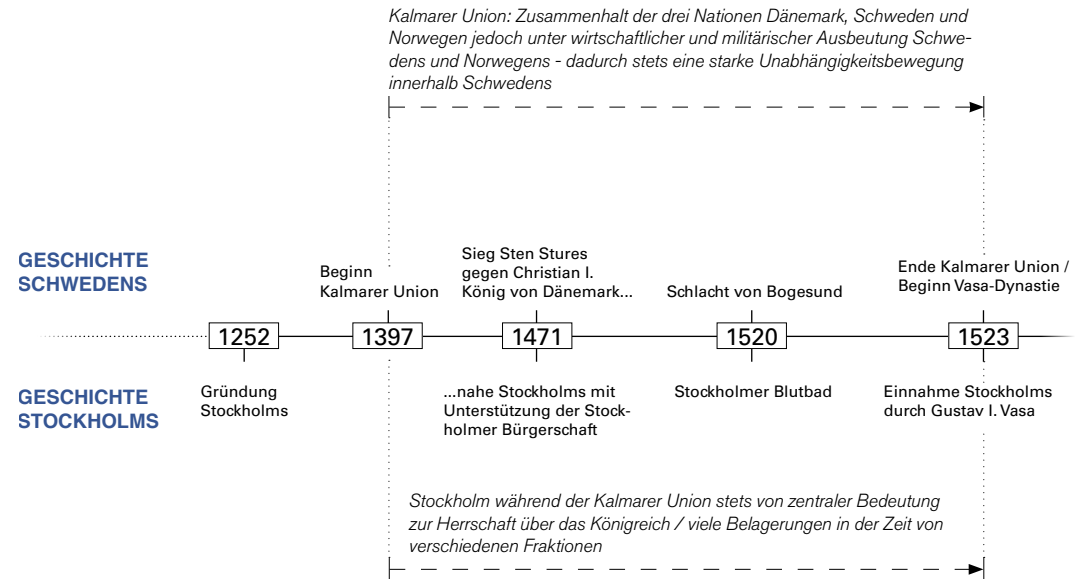 Kalmarer Union: Zusammenhalt der drei Nationen Dänemark, Schweden und
Norwegen jedoch unter wirtschaftlicher und militärischer Ausbeutung Schwe-
dens und Norwegens - dadurch stets eine starke Unabhängigkeitsbewegung
innerhalb Schwedens
GESCHICHTE
SCHWEDENS
Beginn
Kalmarer Union
Sieg Sten Stures
gegen Christian I.
König von Dänemark...
Schlacht von Bogesund
Ende Kalmarer Union /
Beginn Vasa-Dynastie
1252
1397
1471
1520
1523
GESCHICHTE
STOCKHOLMS
Gründung
Stockholms
...nahe Stockholms mit
Unterstützung der Stock-
holmer Bürgerschaft
Stockholmer Blutbad
Einnahme Stockholms
durch Gustav I. Vasa
Stockholm während der Kalmarer Union stets von zentraler Bedeutung
zur Herrschaft über das Königreich / viele Belagerungen in der Zeit von
verschiedenen Fraktionen